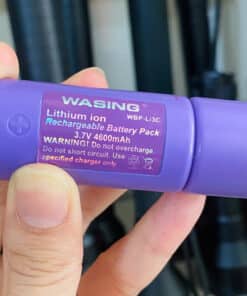 WASING
Lithium ion WBP-Li3C
Rechargeable Battery Pack
3.7V 4600mAh
WARNING! Do not overcharge.
Do not short circuit. Use
specified charger only.